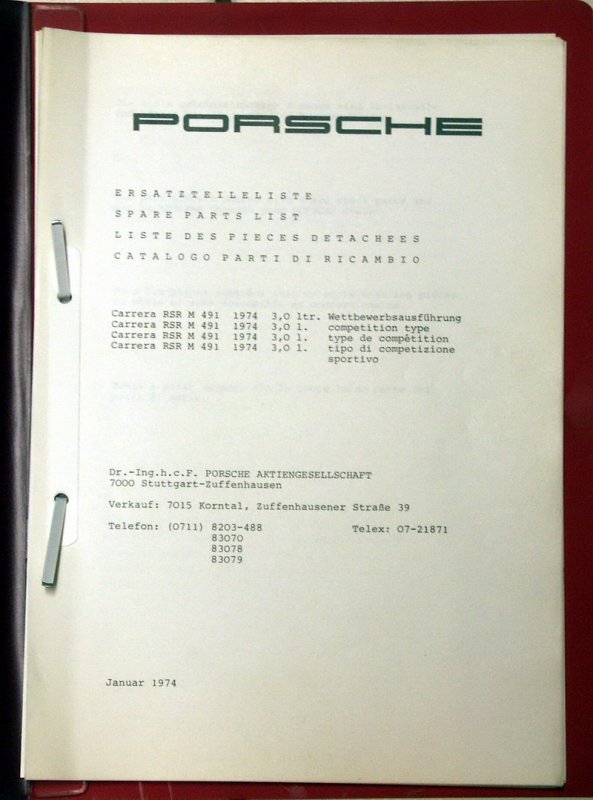 PORSCHE
ERSATZTEILELISTE
SPARE PARTS LIST
LISTE DES PIECES DETACHEES
CATALOGO PARTI DI RICAMBIO
Carrera RSR M 491 1974 3,0 ltr. Wettbewerbsausführung
Carrera RSR M 491 1974 3,0 l. competition type
Carrera RSR M 491 1974 3,0 l. type de compétition
Carrera RSR M 491 1974 3,0 l. tipo di competizione
sportivo
Dr.-Ing.h.c.F. PORSCHE AKTIENGESELLSCHAFT
7000 Stuttgart-Zuffenhausen
Verkauf: 7015 Korntal, Zuffenhausener Straße 39
Telefon: (0711) 8203-488 Telex: 07-21871
83070
83078
83079
Januar 1974